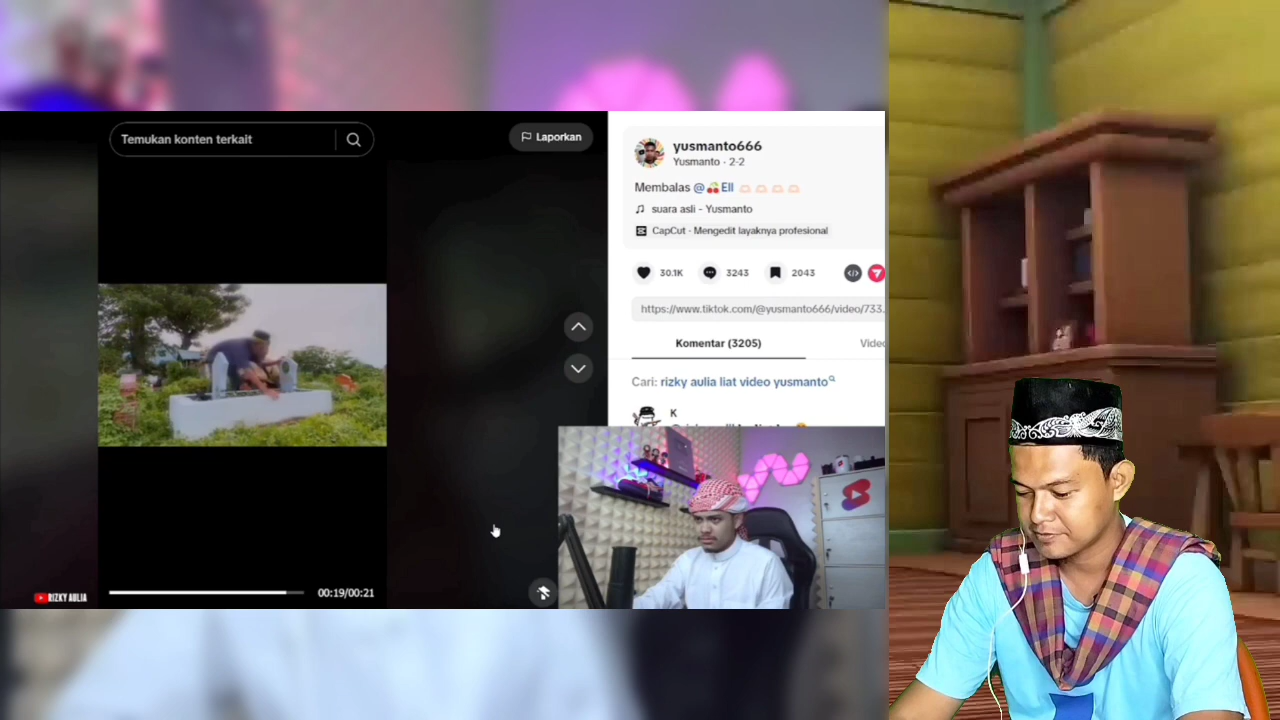 Temukan konten terkait
Laporkan
yusmanto666
Yusmanto · 2-2
Membalas @🍒Ell
suara asli - Yusmanto
CapCut · Mengedit layaknya profesional
30.1K
3243
2043
https://www.tiktok.com/@yusmanto666/video/733..
Komentar (3205)
Cari: rizky aulia liat video yusmanto
K
RIZKY AULIA
00:19/00:21